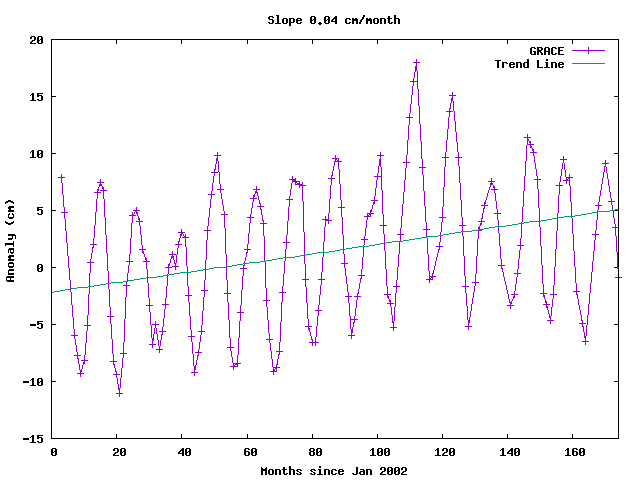 Slope 0.04 cm/month
GRACE
Trend Line
20
15
10
5
0
-5
-10
-15
Anomaly (cm)
0 20 40 60 80 100 120 140 160
Months since Jan 2002